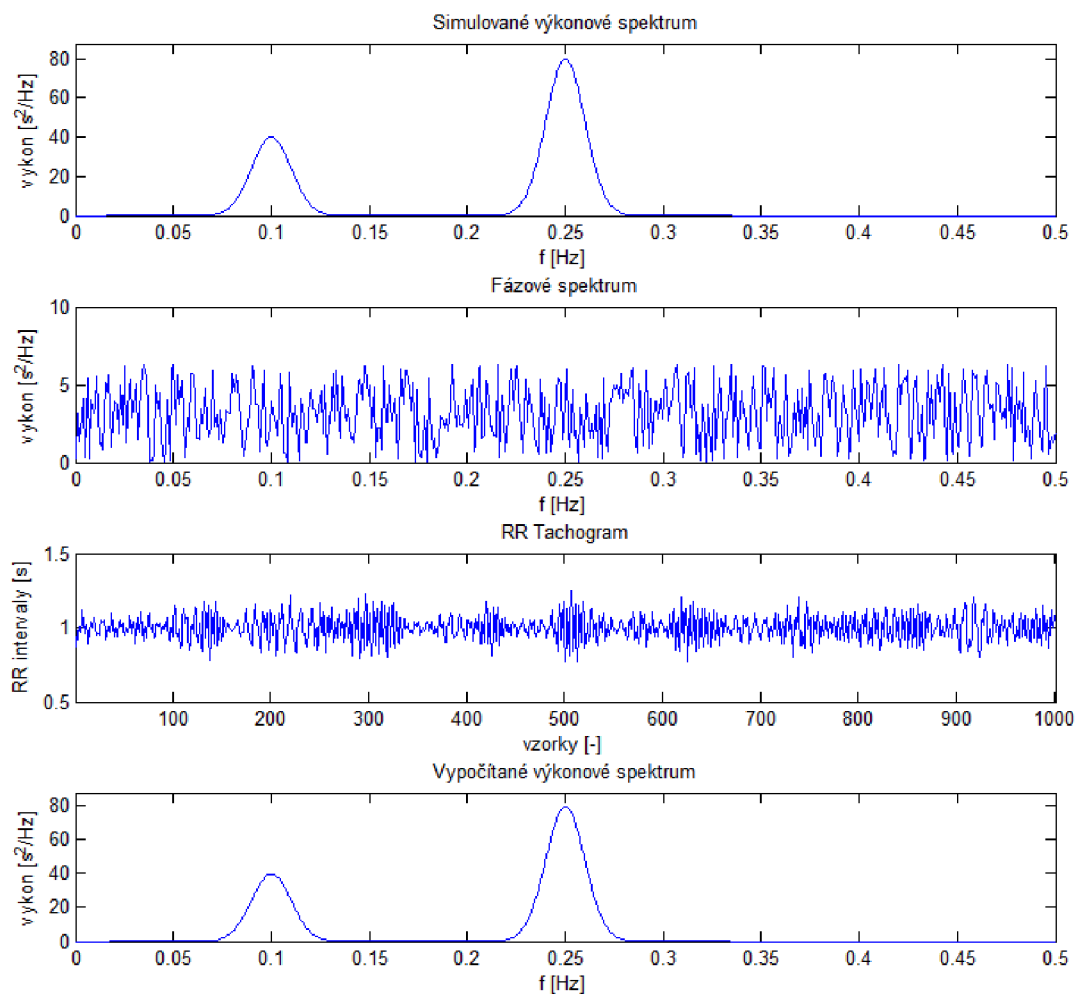 Simulované výkonové spektrum
výkon [s²/Hz]
80
60
40
20
0
0 0.05 0.1 0.15 0.2 0.25 0.3 0.35 0.4 0.45 0.5
f [Hz]
Fázové spektrum
výkon [s²/Hz]
10
5
0
0 0.05 0.1 0.15 0.2 0.25 0.3 0.35 0.4 0.45 0.5
f [Hz]
RR Tachogram
RR intervaly [s]
1.5
1
0.5
100 200 300 400 500 600 700 800 900 1000
vzorky [-]
Vypočítané výkonové spektrum
výkon [s²/Hz]
80
60
40
20
0
0 0.05 0.1 0.15 0.2 0.25 0.3 0.35 0.4 0.45 0.5
f [Hz]